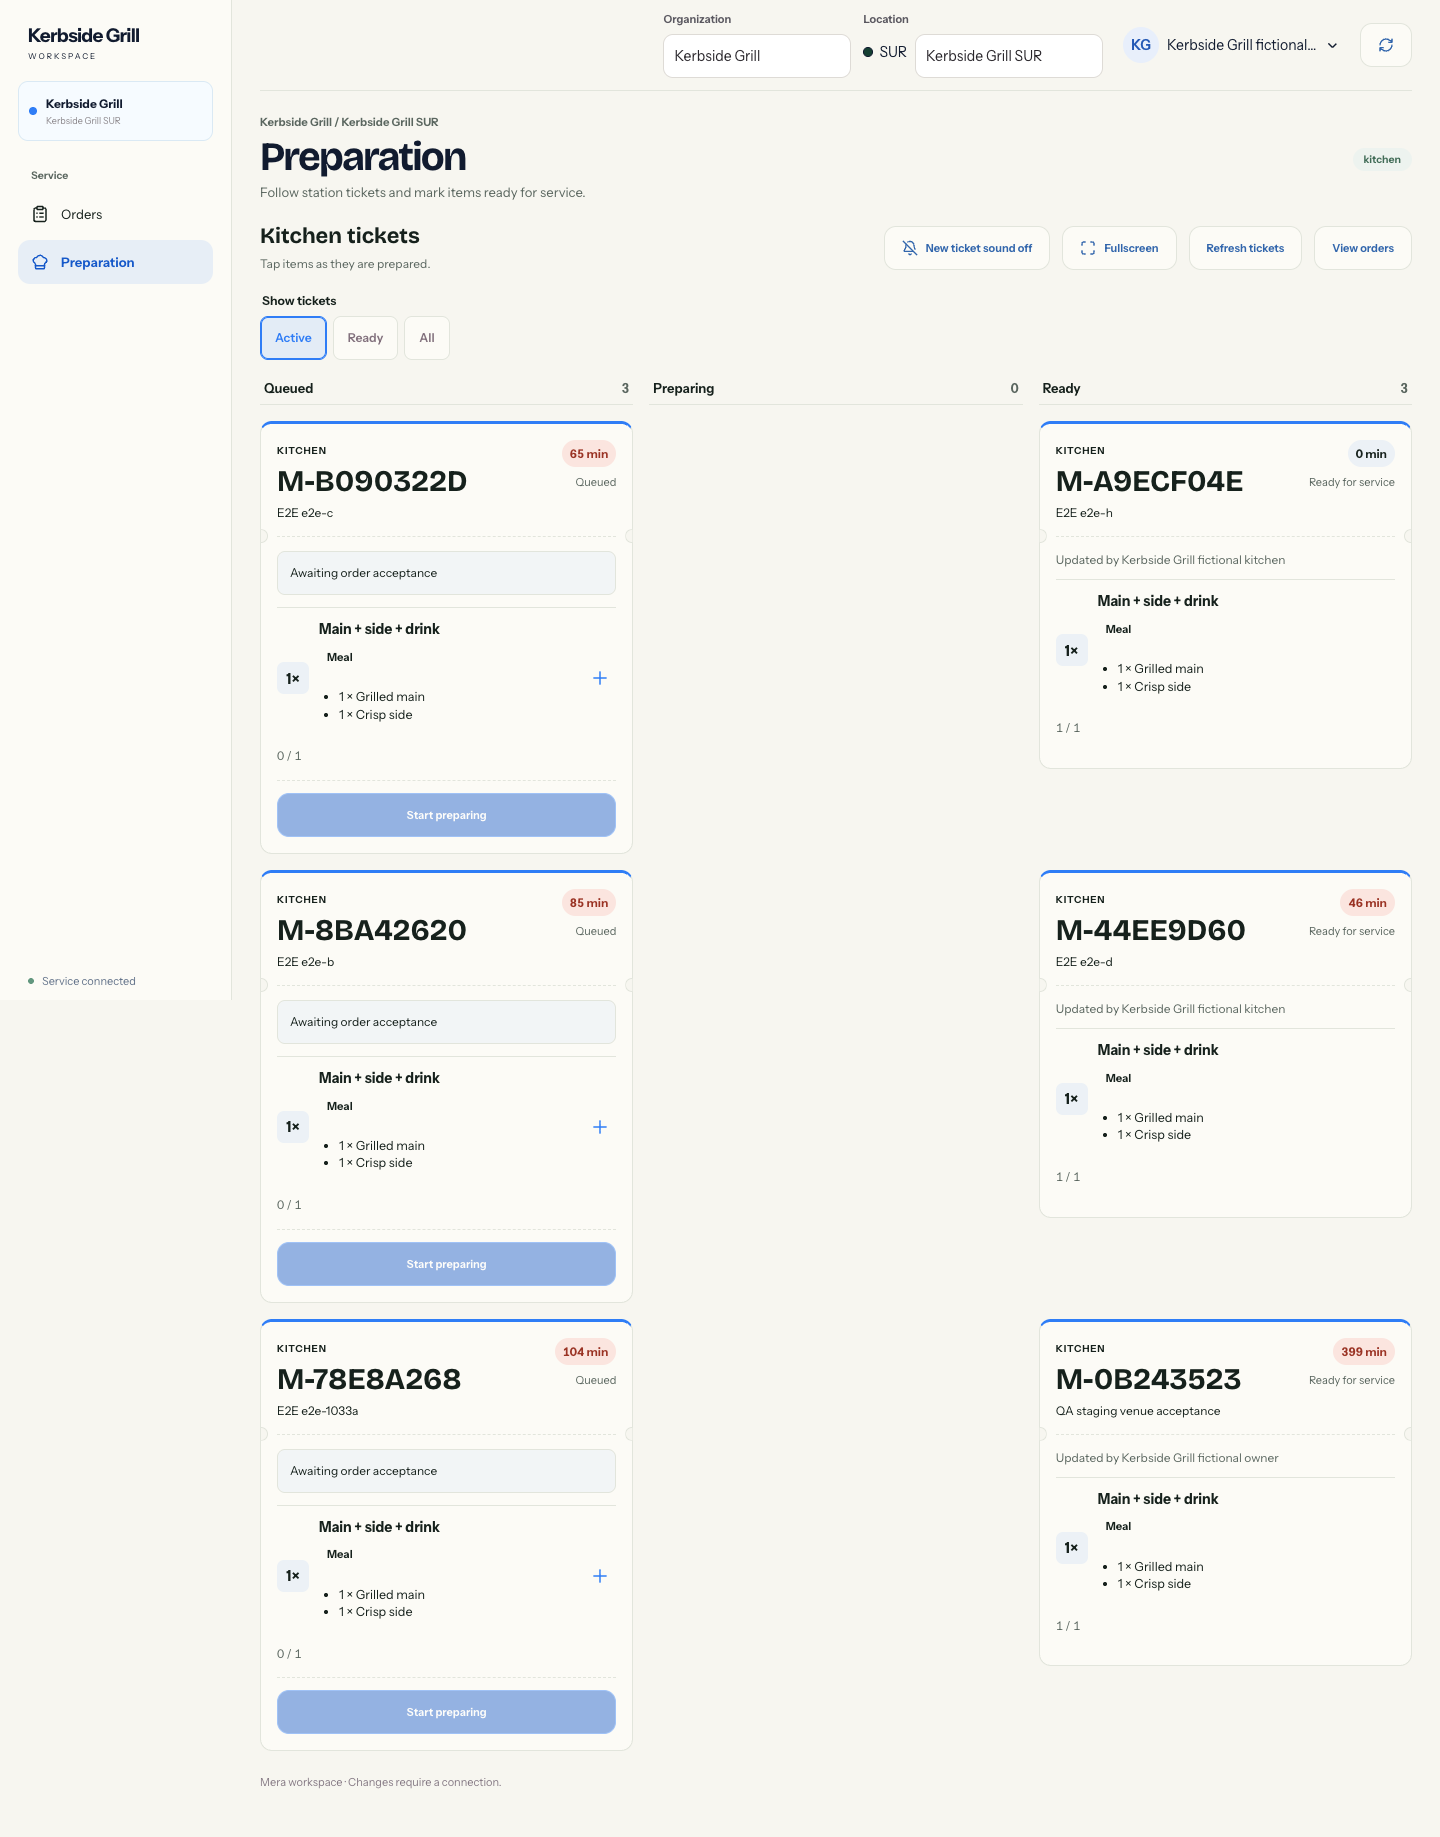 Kerbside Grill
WORKSPACE
Kerbside Grill
Kerbside Grill SUR
Service
Orders
Preparation
Service connected
Organization
Kerbside Grill
Location
SUR
Kerbside Grill SUR
KG
Kerbside Grill fictional...
Kerbside Grill / Kerbside Grill SUR
Preparation
kitchen
Follow station tickets and mark items ready for service.
Kitchen tickets
Tap items as they are prepared.
New ticket sound off
Fullscreen
Refresh tickets
View orders
Show tickets
Active
Ready
All
Queued 3
KITCHEN
65 min
M-B090322D
Queued
E2E e2e-c
Awaiting order acceptance
Main + side + drink
Meal
1×
1 × Grilled main
1 × Crisp side
0 / 1
Start preparing
KITCHEN
85 min
M-8BA42620
Queued
E2E e2e-b
Awaiting order acceptance
Main + side + drink
Meal
1×
1 × Grilled main
1 × Crisp side
0 / 1
Start preparing
KITCHEN
104 min
M-78E8A268
Queued
E2E e2e-1033a
Awaiting order acceptance
Main + side + drink
Meal
1×
1 × Grilled main
1 × Crisp side
0 / 1
Start preparing
Preparing 0
Ready 3
KITCHEN
0 min
M-A9ECF04E
Ready for service
E2E e2e-h
Updated by Kerbside Grill fictional kitchen
Main + side + drink
Meal
1×
1 × Grilled main
1 × Crisp side
1 / 1
KITCHEN
46 min
M-44EE9D60
Ready for service
E2E e2e-d
Updated by Kerbside Grill fictional kitchen
Main + side + drink
Meal
1×
1 × Grilled main
1 × Crisp side
1 / 1
KITCHEN
399 min
M-0B243523
Ready for service
QA staging venue acceptance
Updated by Kerbside Grill fictional owner
Main + side + drink
Meal
1×
1 × Grilled main
1 × Crisp side
1 / 1
Mera workspace · Changes require a connection.